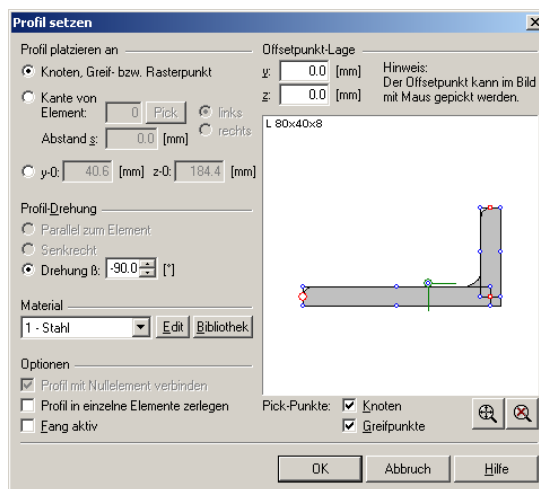 Profil setzen
Profil platzieren an
Knoten, Greif- bzw. Rasterpunkt
Kante von
Element: 0 Pick links
rechts
Abstand s: 0.0 [mm]
y-0: 40.6 [mm] z-0: 184.4 [mm]
Profil-Drehung
Parallel zum Element
Senkrecht
Drehung ß: -90.0 [°]
Material
1 - Stahl Edit Bibliothek
Optionen
Profil mit Nullelement verbinden
Profil in einzelne Elemente zerlegen
Fang aktiv
Offsetpunkt-Lage
y: 0.0 [mm]
z: 0.0 [mm]
Hinweis:
Der Offsetpunkt kann im Bild
mit Maus gepickt werden.
L 80x40x8
Pick-Punkte: Knoten
Greifpunkte
OK Abbruch Hilfe